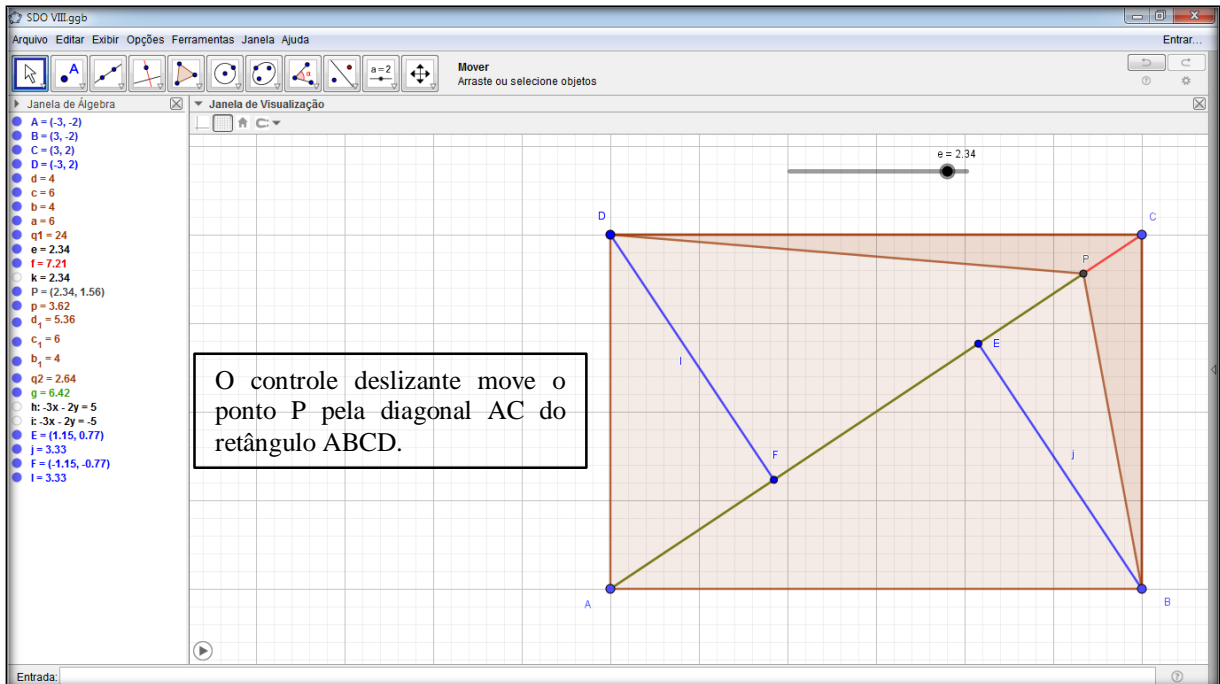 SDO VIII.ggb
Arquivo Editar Exibir Opções Ferramentas Janela Ajuda
Entrar...
A
a=2
Mover
Arraste ou selecione objetos
Janela de Álgebra
Janela de Visualização
A = (-3, -2)
B = (3, -2)
C = (3, 2)
D = (-3, 2)
d = 4
c = 6
b = 4
a = 6
q1 = 24
e = 2.34
f = 7.21
k = 2.34
P = (2.34, 1.56)
p = 3.62
d₁ = 5.36
c₁ = 6
b₁ = 4
q2 = 2.64
g = 6.42
h: -3x - 2y = 5
i: -3x - 2y = -5
E = (1.15, 0.77)
j = 3.33
F = (-1.15, -0.77)
l = 3.33
e = 2.34
D
C
P
E
l
F
j
A
B
O controle deslizante move o
ponto P pela diagonal AC do
retângulo ABCD.
Entrada: